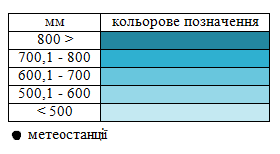 мм кольорове позначення
800 >
700,1 - 800
600,1 - 700
500,1 - 600
< 500
метеостанції